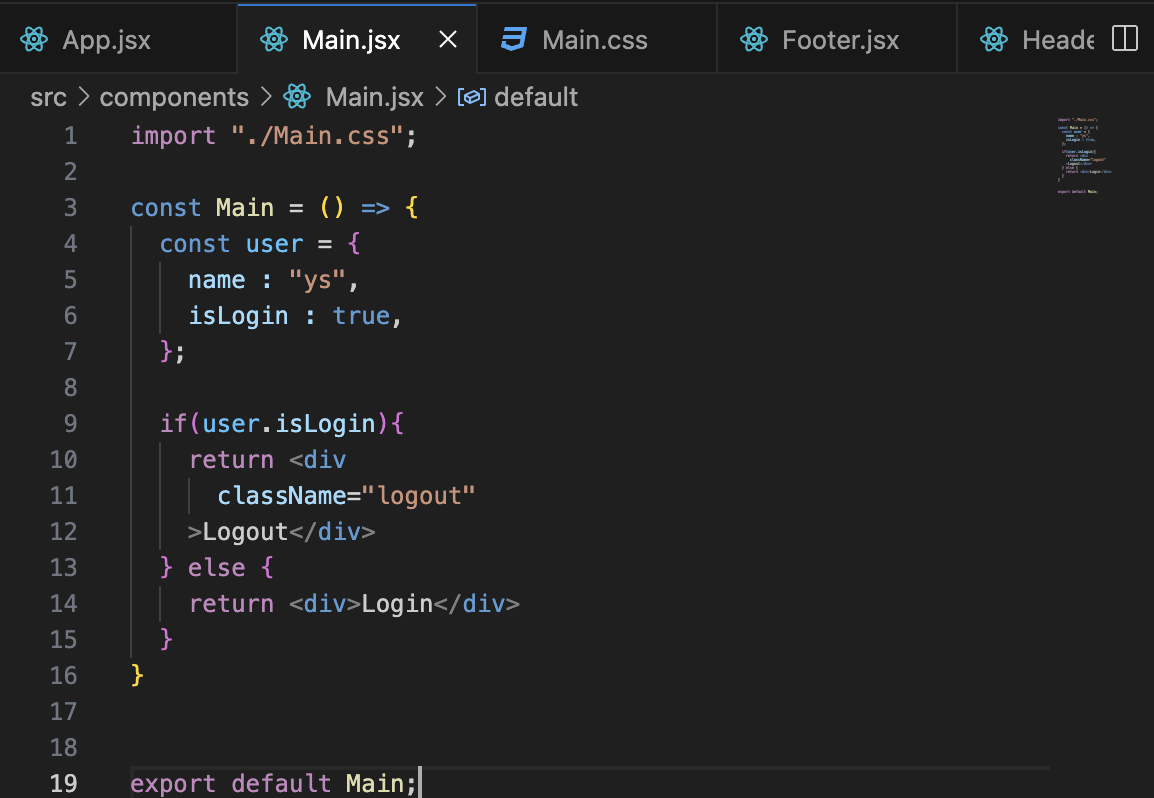 App.jsx Main.jsx Main.css Footer.jsx Heade
src > components > Main.jsx > default
1 import "./Main.css";
2
3 const Main = () => {
4   const user = {
5     name : "ys",
6     isLogin : true,
7   };
8
9   if(user.isLogin){
10     return <div
11       className="logout"
12     >Logout</div>
13   } else {
14     return <div>Login</div>
15   }
16 }
17
18
19 export default Main;